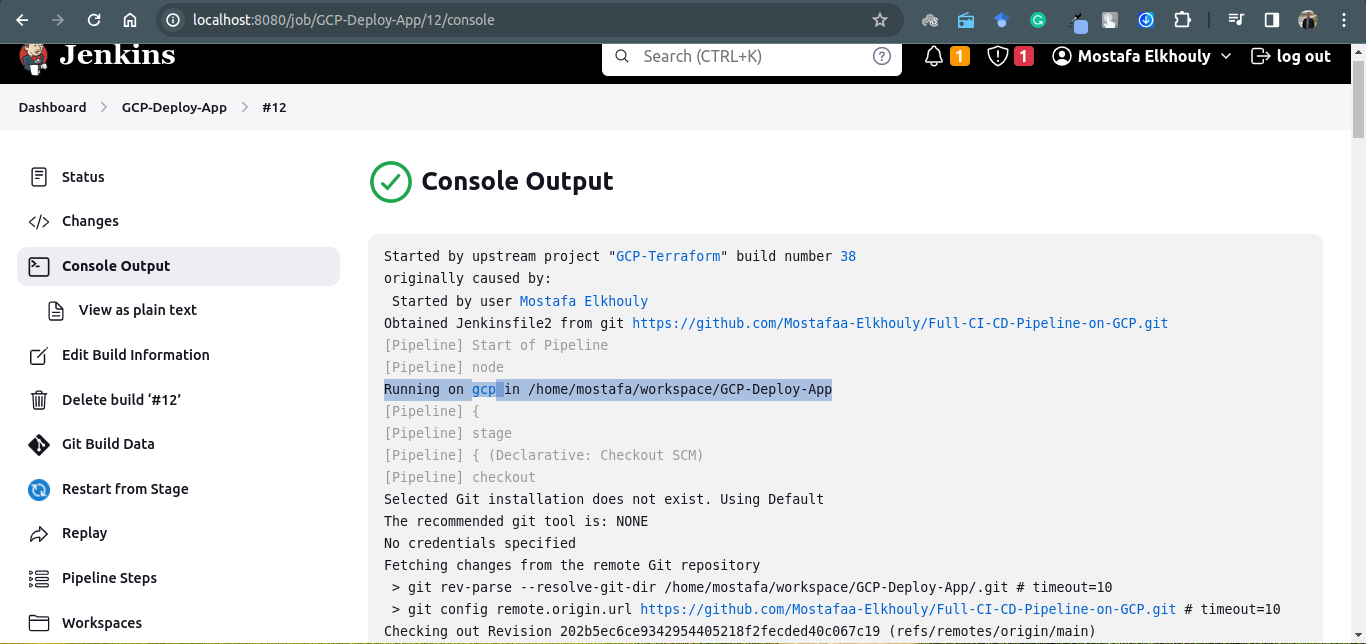 localhost:8080/job/GCP-Deploy-App/12/console
Jenkins
Search (CTRL+K)
1
1
Mostafa Elkhouly
log out
Dashboard
GCP-Deploy-App
#12
Status
Changes
Console Output
View as plain text
Edit Build Information
Delete build ‘#12’
Git Build Data
Restart from Stage
Replay
Pipeline Steps
Workspaces
Console Output
Started by upstream project "GCP-Terraform" build number 38
originally caused by:
Started by user Mostafa Elkhouly
Obtained Jenkinsfile2 from git https://github.com/Mostafaa-Elkhouly/Full-CI-CD-Pipeline-on-GCP.git
[Pipeline] Start of Pipeline
[Pipeline] node
Running on gcp in /home/mostafa/workspace/GCP-Deploy-App
[Pipeline] {
[Pipeline] stage
[Pipeline] { (Declarative: Checkout SCM)
[Pipeline] checkout
Selected Git installation does not exist. Using Default
The recommended git tool is: NONE
No credentials specified
Fetching changes from the remote Git repository
> git rev-parse --resolve-git-dir /home/mostafa/workspace/GCP-Deploy-App/.git # timeout=10
> git config remote.origin.url https://github.com/Mostafaa-Elkhouly/Full-CI-CD-Pipeline-on-GCP.git # timeout=10
Checking out Revision 202b5ec6ce9342954405218f2fecded40c067c19 (refs/remotes/origin/main)